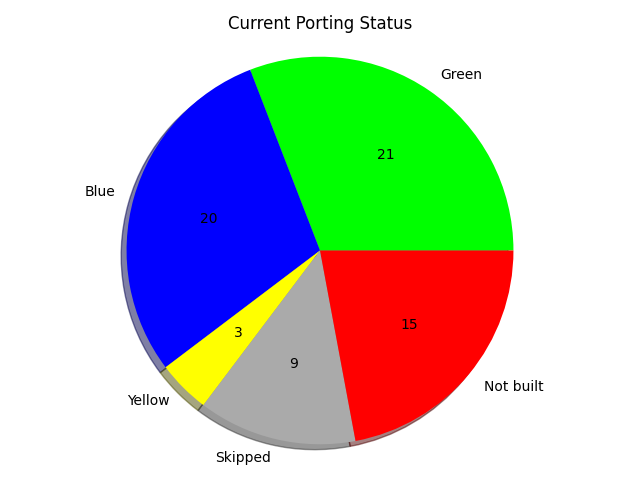 Current Porting Status
Green
21
Blue
20
3
Yellow
9
Skipped
15
Not built